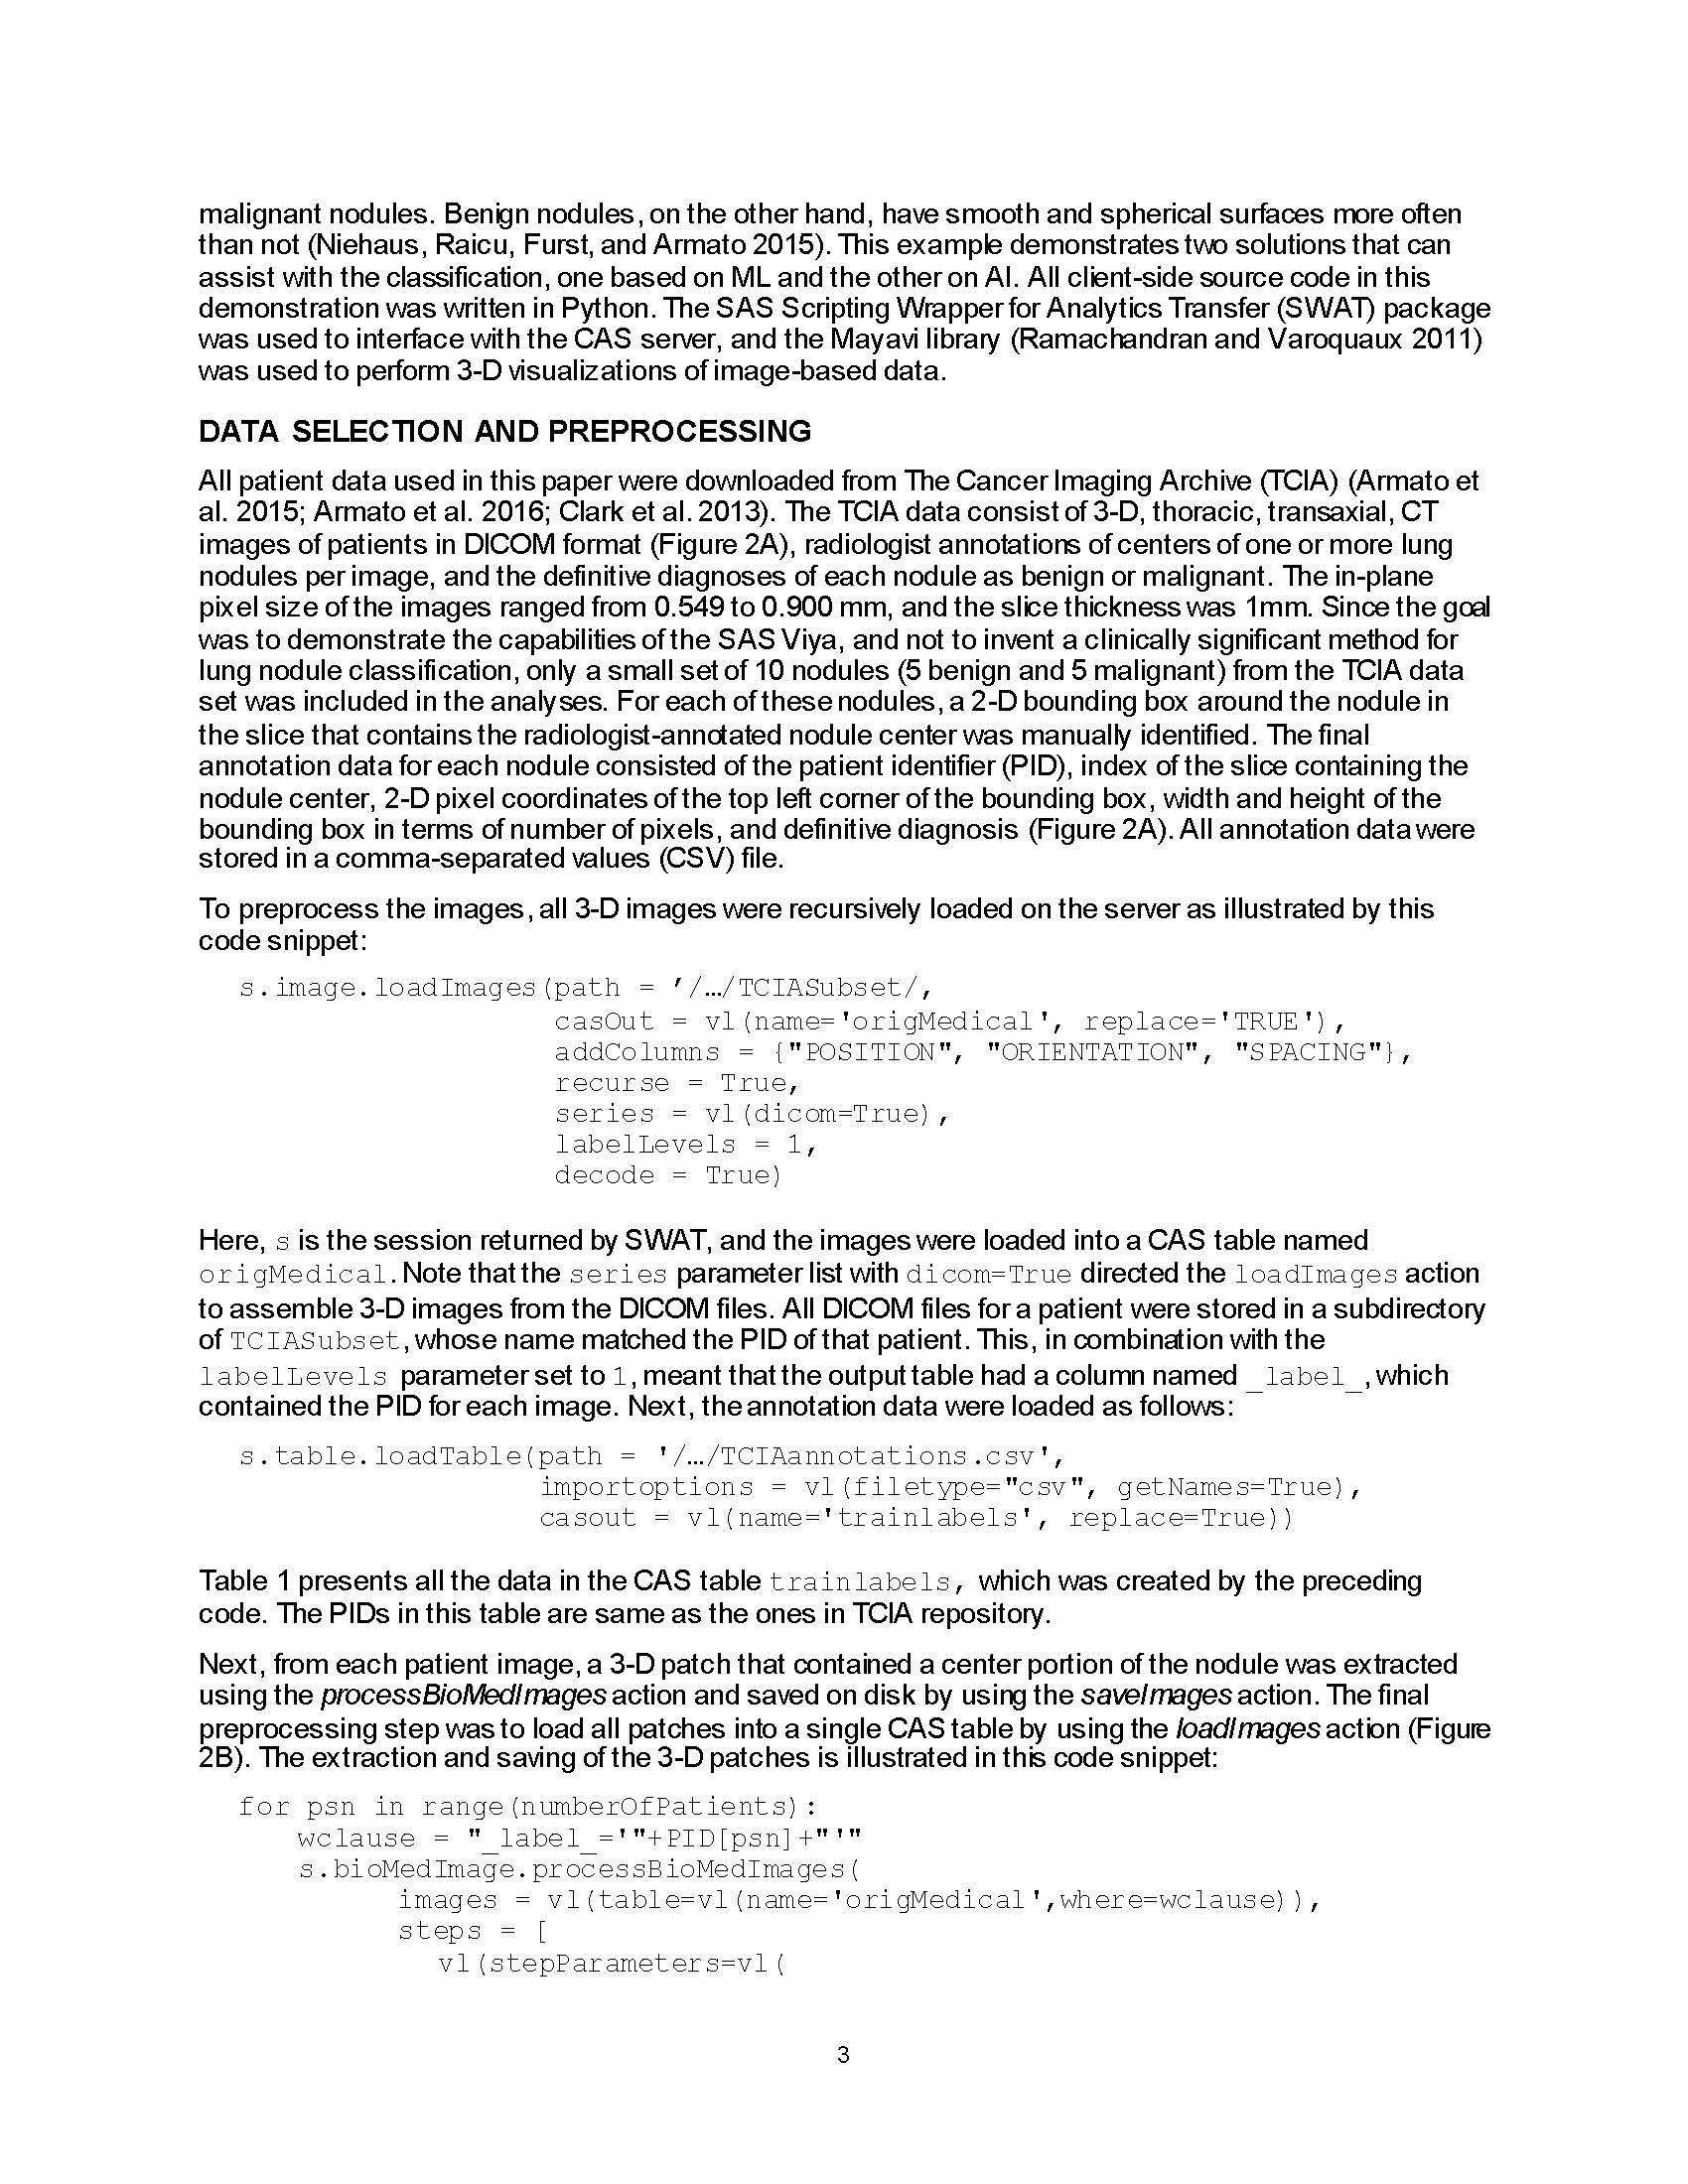 malignant nodules. Benign nodules, on the other hand, have smooth and spherical surfaces more often
than not (Niehaus, Raicu, Furst, and Armato 2015). This example demonstrates two solutions that can
assist with the classification, one based on ML and the other on AI. All client-side source code in this
demonstration was written in Python. The SAS Scripting Wrapper for Analytics Transfer (SWAT) package
was used to interface with the CAS server, and the Mayavi library (Ramachandran and Varoquaux 2011)
was used to perform 3-D visualizations of image-based data.
DATA SELECTION AND PREPROCESSING
All patient data used in this paper were downloaded from The Cancer Imaging Archive (TCIA) (Armato et
al. 2015; Armato et al. 2016; Clark et al. 2013). The TCIA data consist of 3-D, thoracic, transaxial, CT
images of patients in DICOM format (Figure 2A), radiologist annotations of centers of one or more lung
nodules per image, and the definitive diagnoses of each nodule as benign or malignant. The in-plane
pixel size of the images ranged from 0.549 to 0.900 mm, and the slice thickness was 1mm. Since the goal
was to demonstrate the capabilities of the SAS Viya, and not to invent a clinically significant method for
lung nodule classification, only a small set of 10 nodules (5 benign and 5 malignant) from the TCIA data
set was included in the analyses. For each of these nodules, a 2-D bounding box around the nodule in
the slice that contains the radiologist-annotated nodule center was manually identified. The final
annotation data for each nodule consisted of the patient identifier (PID), index of the slice containing the
nodule center, 2-D pixel coordinates of the top left corner of the bounding box, width and height of the
bounding box in terms of number of pixels, and definitive diagnosis (Figure 2A). All annotation data were
stored in a comma-separated values (CSV) file.
To preprocess the images, all 3-D images were recursively loaded on the server as illustrated by this
code snippet:
s.image.loadImages(path = ’/…/TCIASubset/,
casOut = vl(name='origMedical', replace='TRUE'),
addColumns = {"POSITION", "ORIENTATION", "SPACING"},
recurse = True,
series = vl(dicom=True),
labelLevels = 1,
decode = True)
Here, s is the session returned by SWAT, and the images were loaded into a CAS table named
origMedical. Note that the series parameter list with dicom=True directed the loadImages action
to assemble 3-D images from the DICOM files. All DICOM files for a patient were stored in a subdirectory
of TCIASubset, whose name matched the PID of that patient. This, in combination with the
labelLevels parameter set to 1, meant that the output table had a column named _label_, which
contained the PID for each image. Next, the annotation data were loaded as follows:
s.table.loadTable(path = '/…/TCIAannotations.csv',
importoptions = vl(filetype="csv", getNames=True),
casout = vl(name='trainlabels', replace=True))
Table 1 presents all the data in the CAS table trainlabels, which was created by the preceding
code. The PIDs in this table are same as the ones in TCIA repository.
Next, from each patient image, a 3-D patch that contained a center portion of the nodule was extracted
using the processBioMedImages action and saved on disk by using the saveImages action. The final
preprocessing step was to load all patches into a single CAS table by using the loadImages action (Figure
2B). The extraction and saving of the 3-D patches is illustrated in this code snippet:
for psn in range(numberOfPatients):
wclause = "_label_='"+PID[psn]+"'"
s.bioMedImage.processBioMedImages(
images = vl(table=vl(name='origMedical',where=wclause)),
steps = [
vl(stepParameters=vl(
3